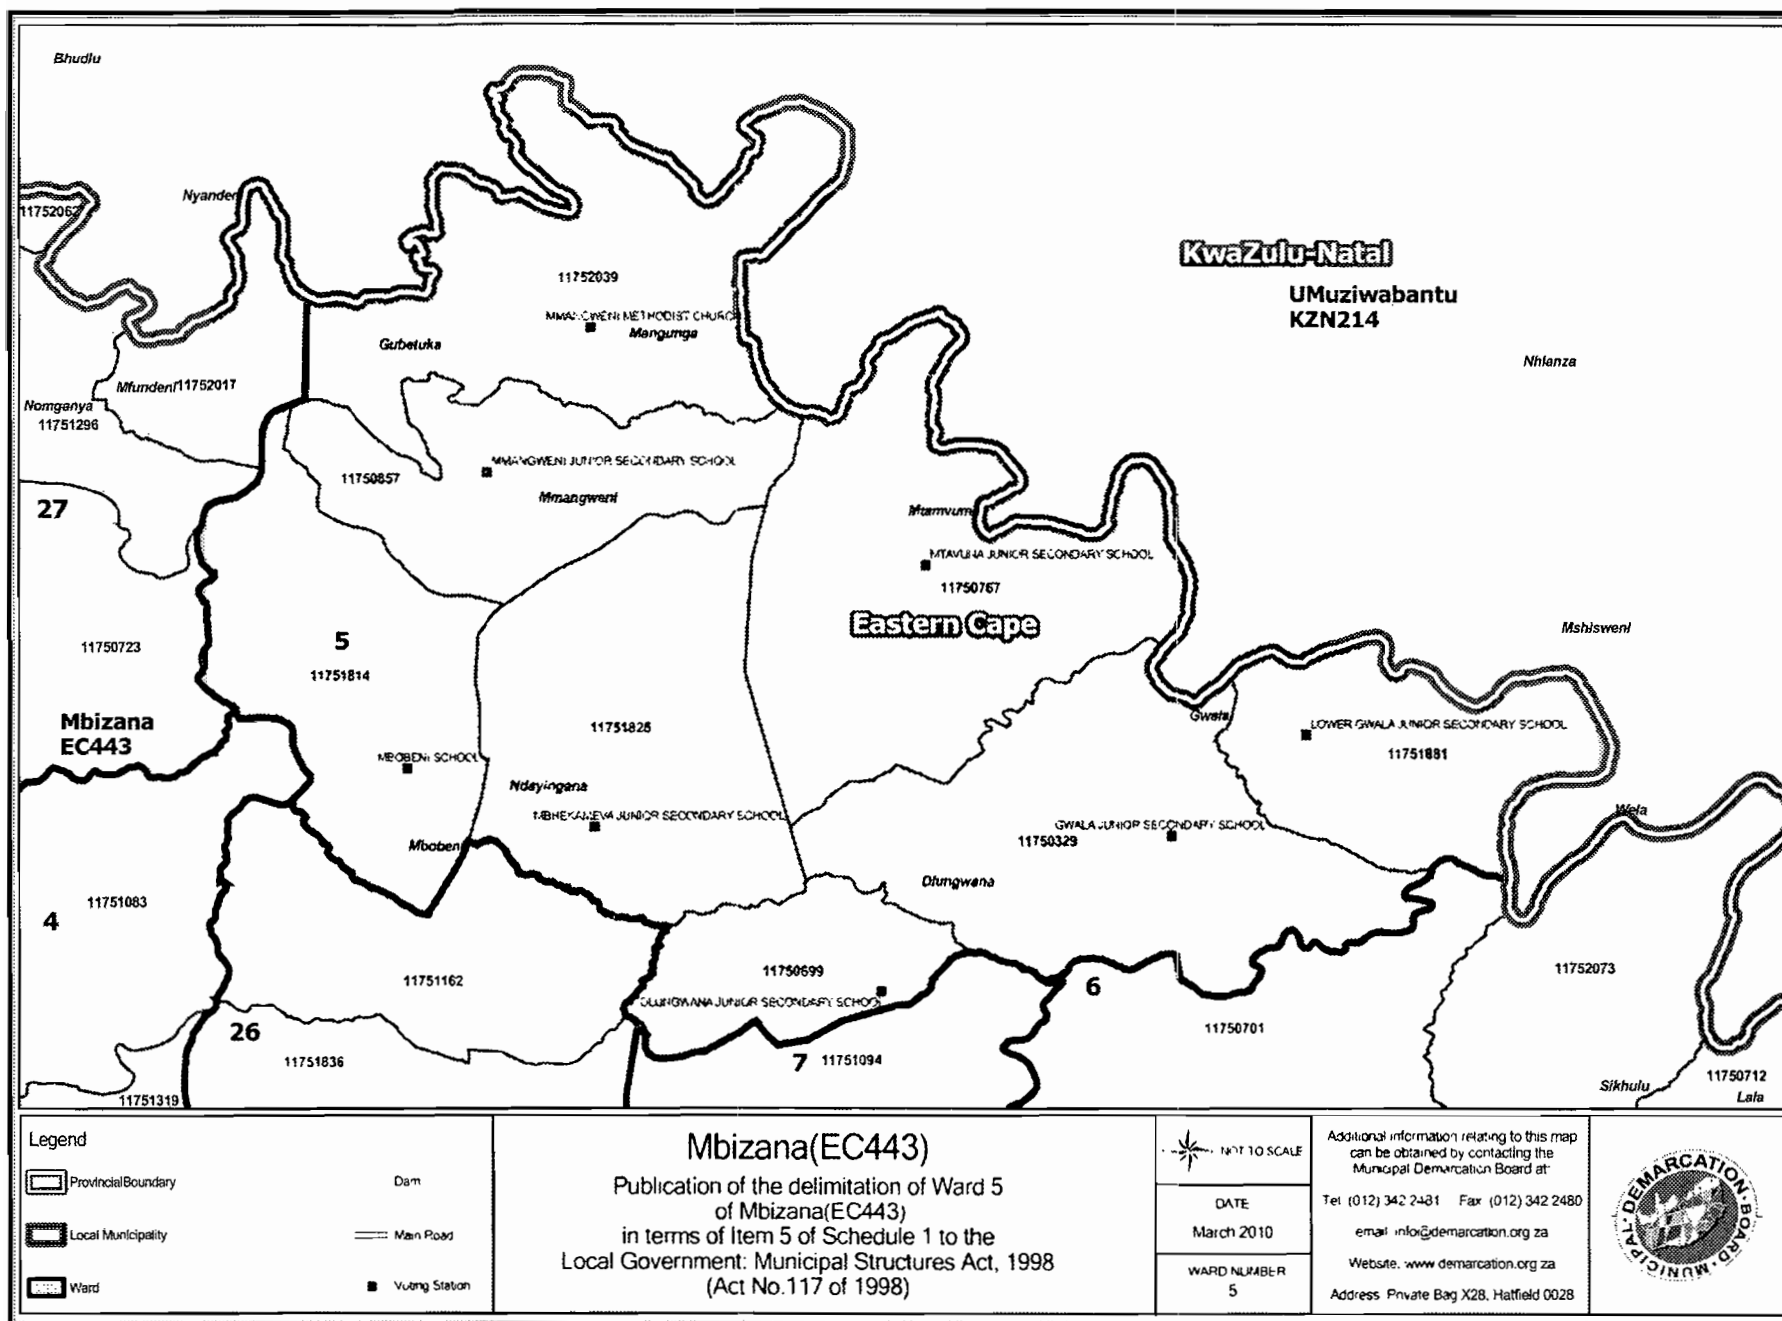 Bhudlu
Nyanden
11752062
KwaZulu-Natal
11752039
UMuziwabantu
KZN214
MMANGWENI METHODIST CHURCH
Mangunga
Gubetuka
Nhlanza
Mfundeni 11752017
Nomganya
11751296
MMANGWENI JUNIOR SECONDARY SCHOOL
11750857
Mmangweni
27
Mtamvum
MTAVUNA JUNIOR SECONDARY SCHOOL
11750767
Eastern Cape
Mshisweni
5
11750723
11751814
Mbizana
EC443
Gwala
11751826
LOWER GWALA JUNIOR SECONDARY SCHOOL
11751881
MBOBENI SCHOOL
Ndayingana
MBHEKAMEVA JUNIOR SECONDARY SCHOOL
Wela
GWALA JUNIOR SECONDARY SCHOOL
11750329
Mboben
Dlungwana
11751083
4
11751162
11750699
DLUNGWANA JUNIOR SECONDARY SCHOOL
11752073
6
11750701
26
11751836
7
11751094
11750712
Sikhulu
Lala
11751319
Legend
Provincial Boundary
Local Municipality
Ward
Dam
Main Road
Voting Station
Mbizana(EC443)
Publication of the delimitation of Ward 5
of Mbizana(EC443)
in terms of Item 5 of Schedule 1 to the
Local Government: Municipal Structures Act, 1998
(Act No.117 of 1998)
NOT TO SCALE
DATE
March 2010
WARD NUMBER
5
Additional information relating to this map
can be obtained by contacting the
Municipal Demarcation Board at:
Tel (012) 342 2481 Fax (012) 342 2480
email info@demarcation.org za
Website. www demarcation.org za
Address Private Bag X28, Hatfield 0028
MUNICIPAL DEMARCATION BOARD